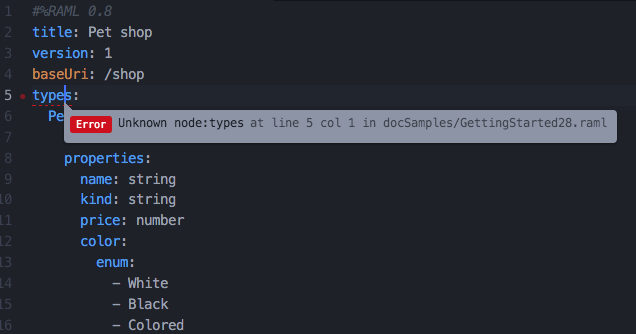 1 #%RAML 0.8
2 title: Pet shop
3 version: 1
4 baseUri: /shop
5 types:
6 Pe
Error Unknown node:types at line 5 col 1 in docSamples/GettingStarted28.raml
7
8 properties:
9 name: string
10 kind: string
11 price: number
12 color:
13 enum:
14 - White
15 - Black
16 - Colored